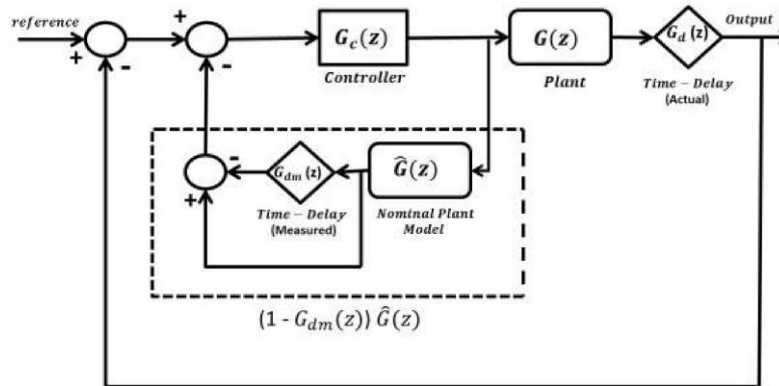 reference
+
-
+
-
G_c(z)
Controller
G(z)
Plant
G_d (z)
Output
Time − Delay
(Actual)
-
+
G_dm (z)
Time − Delay
(Measured)
Ĝ(z)
Nominal Plant
Model
(1 - G_dm(z)) Ĝ(z)